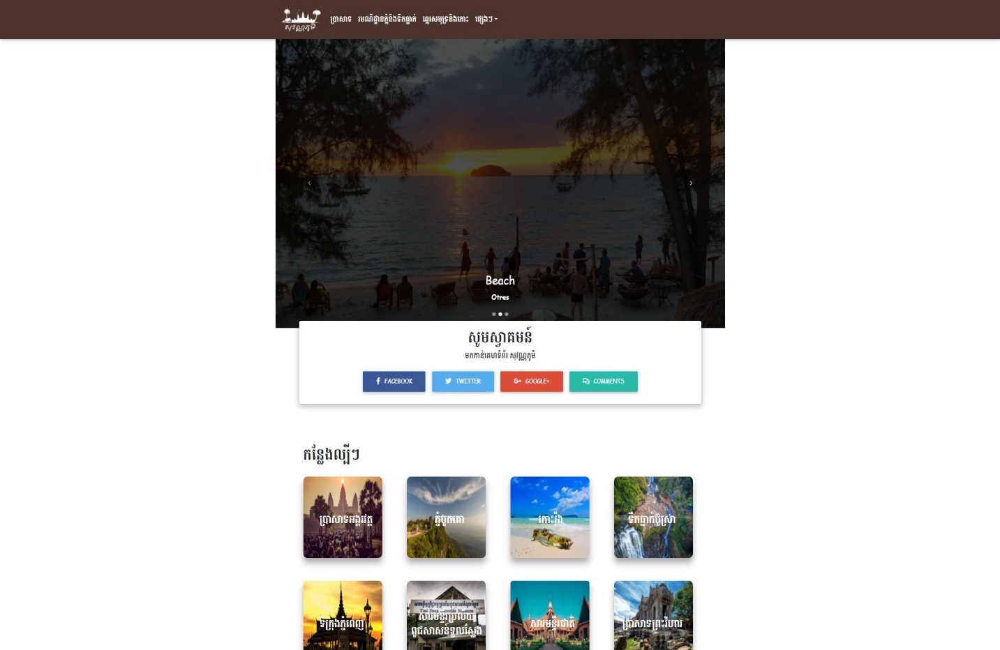 សុវណ្ណភូមិ
ប្រាសាទ រមណីដ្ឋានភ្នំនិងទឹកធ្លាក់ ឆ្នេរសមុទ្រនិងកោះ ផ្សេងៗ
Beach
Otres
សូមស្វាគមន៍
មកកាន់គេហទំព័រ សុវណ្ណភូមិ
FACEBOOK TWITTER GOOGLE+ COMMENTS
កន្លែងល្បីៗ
ប្រាសាទអង្គរវត្ត ភ្នំបូកគោ កោះរ៉ុង ទឹកធ្លាក់ប៊ូស្រា
ទីក្រុងភ្នំពេញ សារមន្ទីរប្រល័យ សារមន្ទីរជាតិ ប្រាសាទព្រះវិហារ
ពូជសាសន៍ទួលស្លែង
Tuol Sleng Genocide Museum